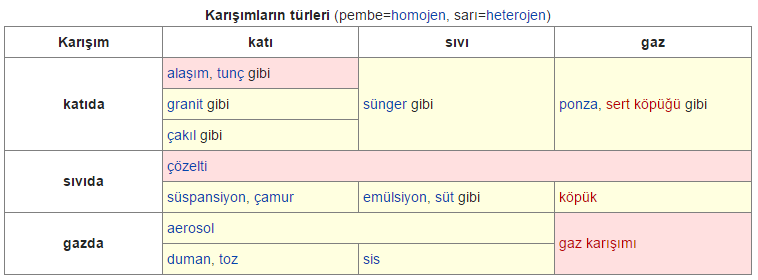 Karışımların türleri (pembe=homojen, sarı=heterojen)
Karışım katı sıvı gaz
katıda
alaşım, tunç gibi
granit gibi
çakıl gibi
sünger gibi
ponza, sert köpüğü gibi
sıvıda
çözelti
süspansiyon, çamur
emülsiyon, süt gibi
köpük
gazda
aerosol
duman, toz
sis
gaz karışımı